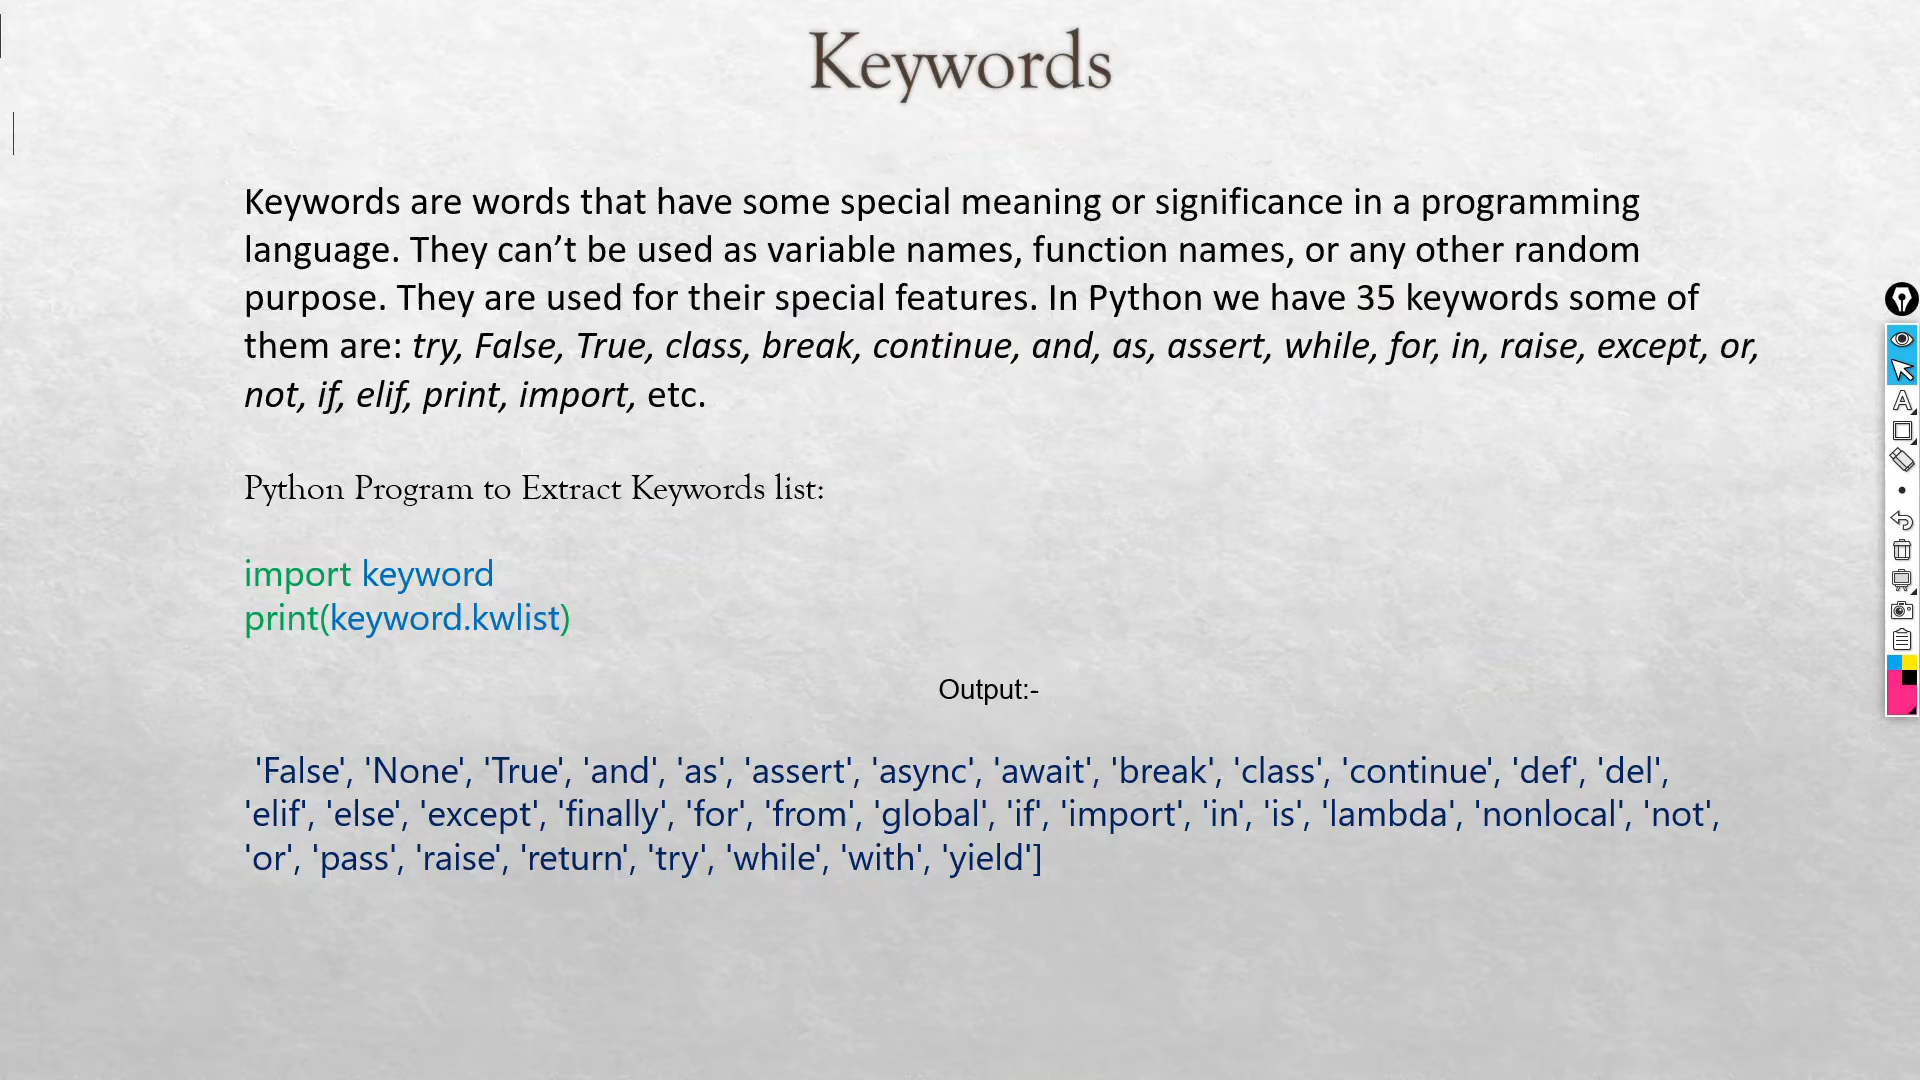 Keywords
Keywords are words that have some special meaning or significance in a programming
language. They can’t be used as variable names, function names, or any other random
purpose. They are used for their special features. In Python we have 35 keywords some of
them are: try, False, True, class, break, continue, and, as, assert, while, for, in, raise, except, or,
not, if, elif, print, import, etc.
Python Program to Extract Keywords list:
import keyword
print(keyword.kwlist)
Output:-
'False', 'None', 'True', 'and', 'as', 'assert', 'async', 'await', 'break', 'class', 'continue', 'def', 'del',
'elif', 'else', 'except', 'finally', 'for', 'from', 'global', 'if', 'import', 'in', 'is', 'lambda', 'nonlocal', 'not',
'or', 'pass', 'raise', 'return', 'try', 'while', 'with', 'yield']